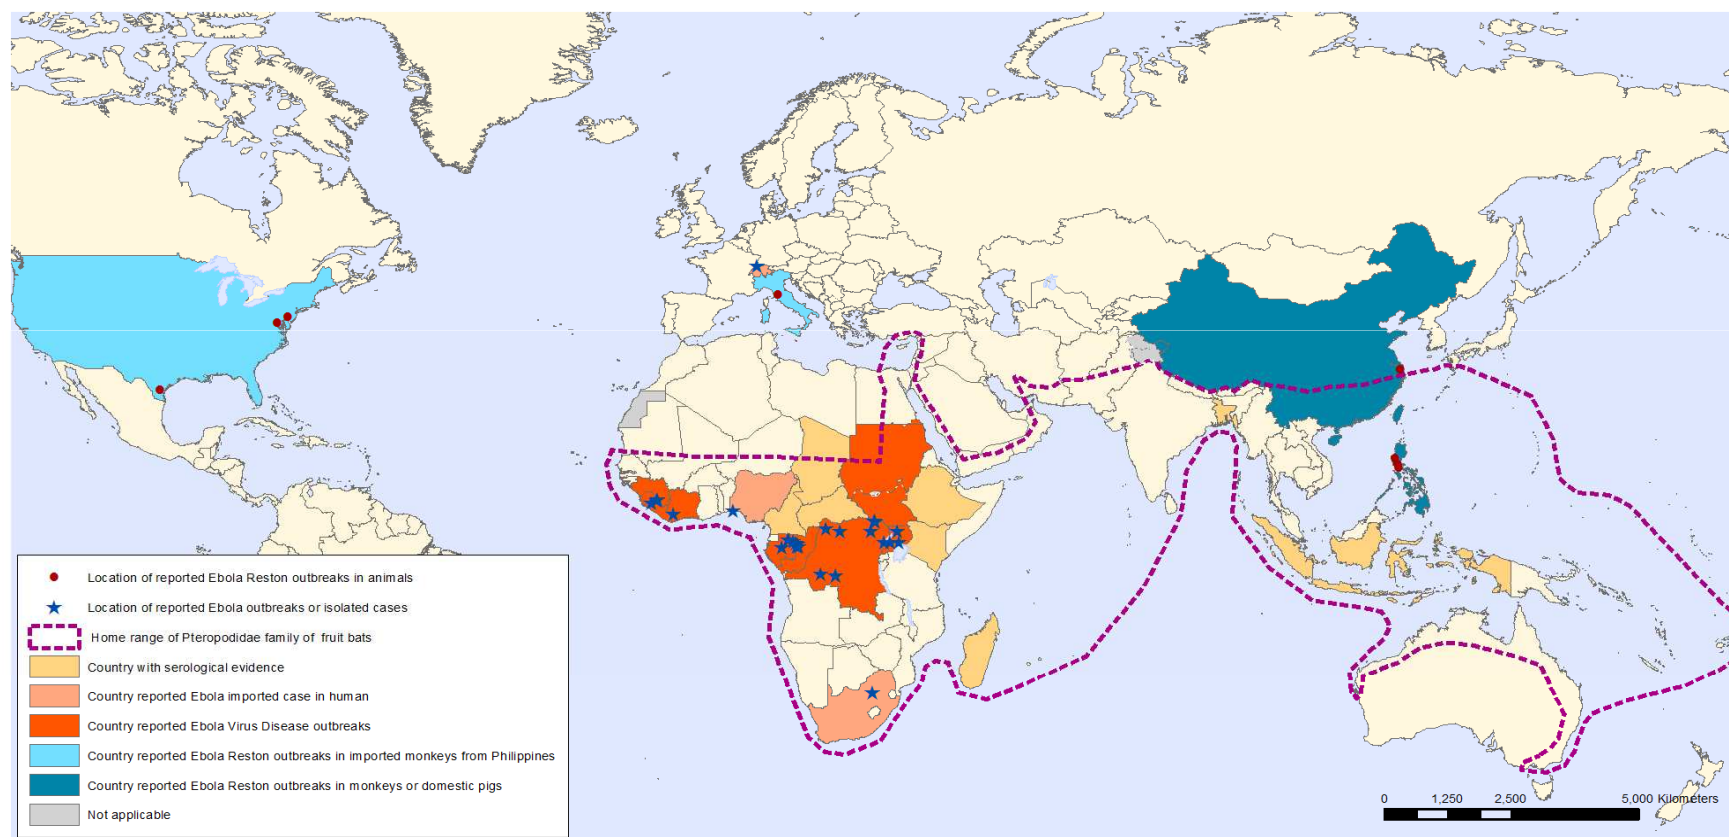 Location of reported Ebola Reston outbreaks in animals
Location of reported Ebola outbreaks or isolated cases
Home range of Pteropodidae family of fruit bats
Country with serological evidence
Country reported Ebola imported case in human
Country reported Ebola Virus Disease outbreaks
Country reported Ebola Reston outbreaks in imported monkeys from Philippines
Country reported Ebola Reston outbreaks in monkeys or domestic pigs
Not applicable
0 1,250 2,500 5,000 Kilometers